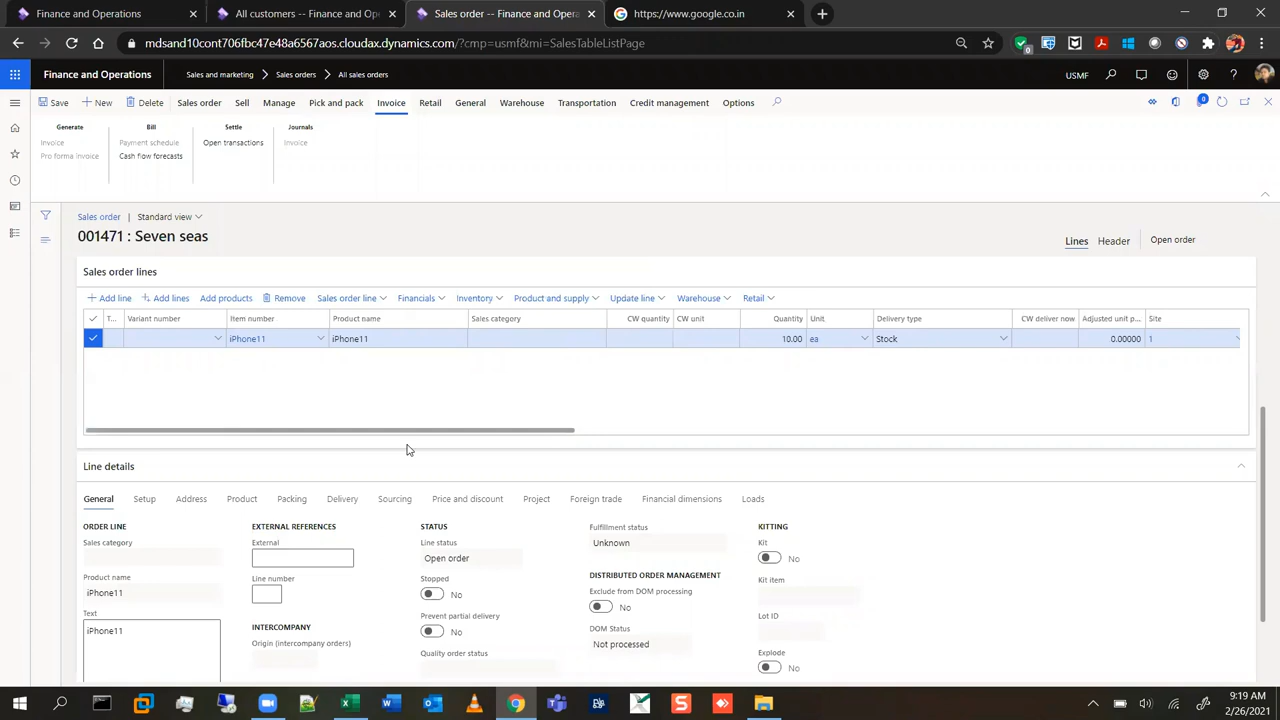 Finance and Operations
All customers -- Finance and Ope
Sales order -- Finance and Opera
https://www.google.co.in
mdsand10cont706fbfc7e48a6567aos.cloudax.dynamics.com/?cmp=usmf&mi=SalesTableListPage
Finance and Operations
Sales and marketing
Sales orders
All sales orders
USMF
Save
New
Delete
Sales order
Sell
Manage
Pick and pack
Invoice
Retail
General
Warehouse
Transportation
Credit management
Options
0
Generate
Bill
Settle
Journals
Invoice
Payment schedule
Open transactions
Invoice
Pro forma invoice
Cash flow forecasts
Sales order | Standard view
001471 : Seven seas
Lines
Header
Open order
Sales order lines
Add line
Add lines
Add products
Remove
Sales order line
Financials
Inventory
Product and supply
Update line
Warehouse
Retail
T...
Variant number
Item number
Product name
Sales category
CW quantity
CW unit
Quantity
Unit
Delivery type
CW deliver now
Adjusted unit p...
Site
iPhone11
iPhone11
10.00
ea
Stock
0.00000
1
Line details
General
Setup
Address
Product
Packing
Delivery
Sourcing
Price and discount
Project
Foreign trade
Financial dimensions
Loads
ORDER LINE
Sales category
Product name
iPhone11
Text
iPhone11
EXTERNAL REFERENCES
External
Line number
INTERCOMPANY
Origin (intercompany orders)
STATUS
Line status
Open order
Stopped
No
Prevent partial delivery
No
Quality order status
Fulfillment status
Unknown
DISTRIBUTED ORDER MANAGEMENT
Exclude from DOM processing
No
DOM Status
Not processed
KITTING
Kit
No
Kit item
Lot ID
Explode
No
9:19 AM
2/26/2021